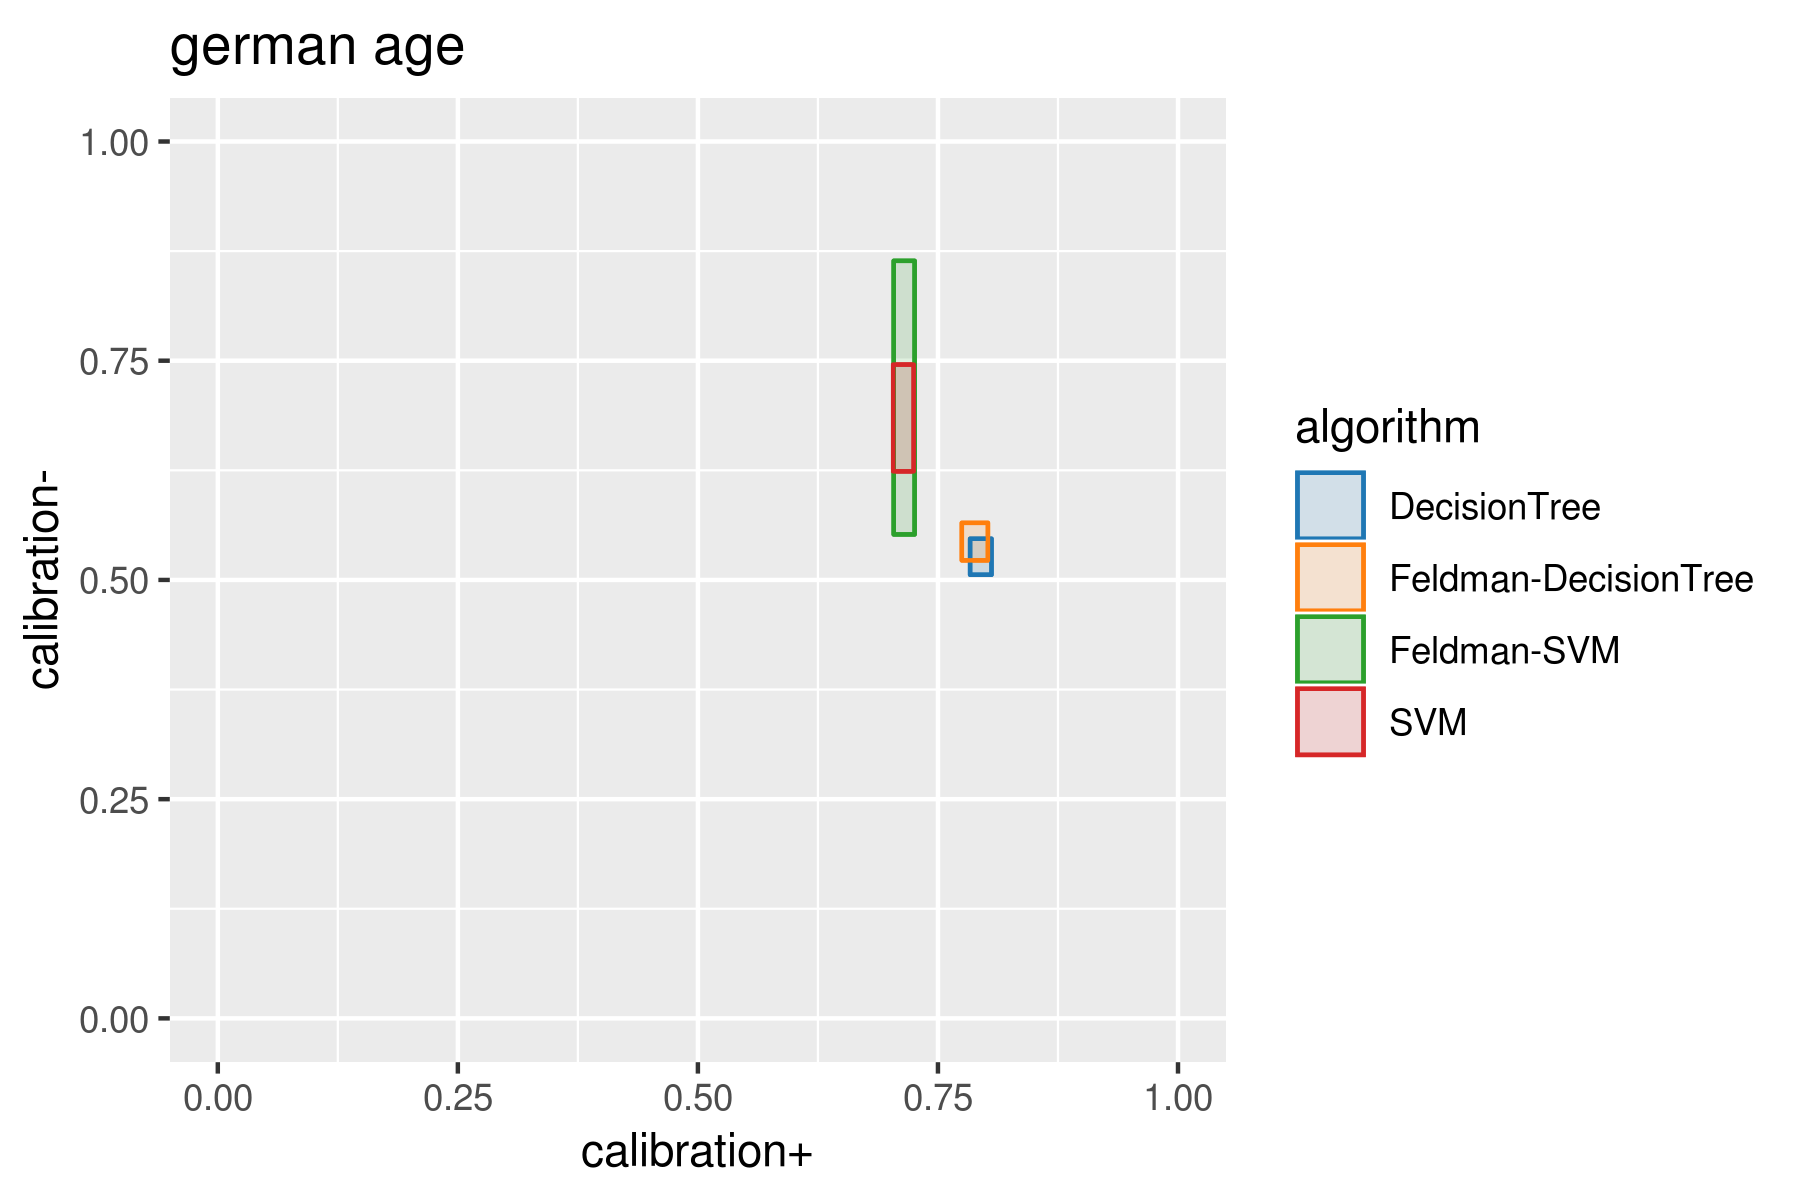 german age
1.00
0.75
0.50
0.25
0.00
calibration-
0.00 0.25 0.50 0.75 1.00
calibration+
algorithm
DecisionTree
Feldman-DecisionTree
Feldman-SVM
SVM